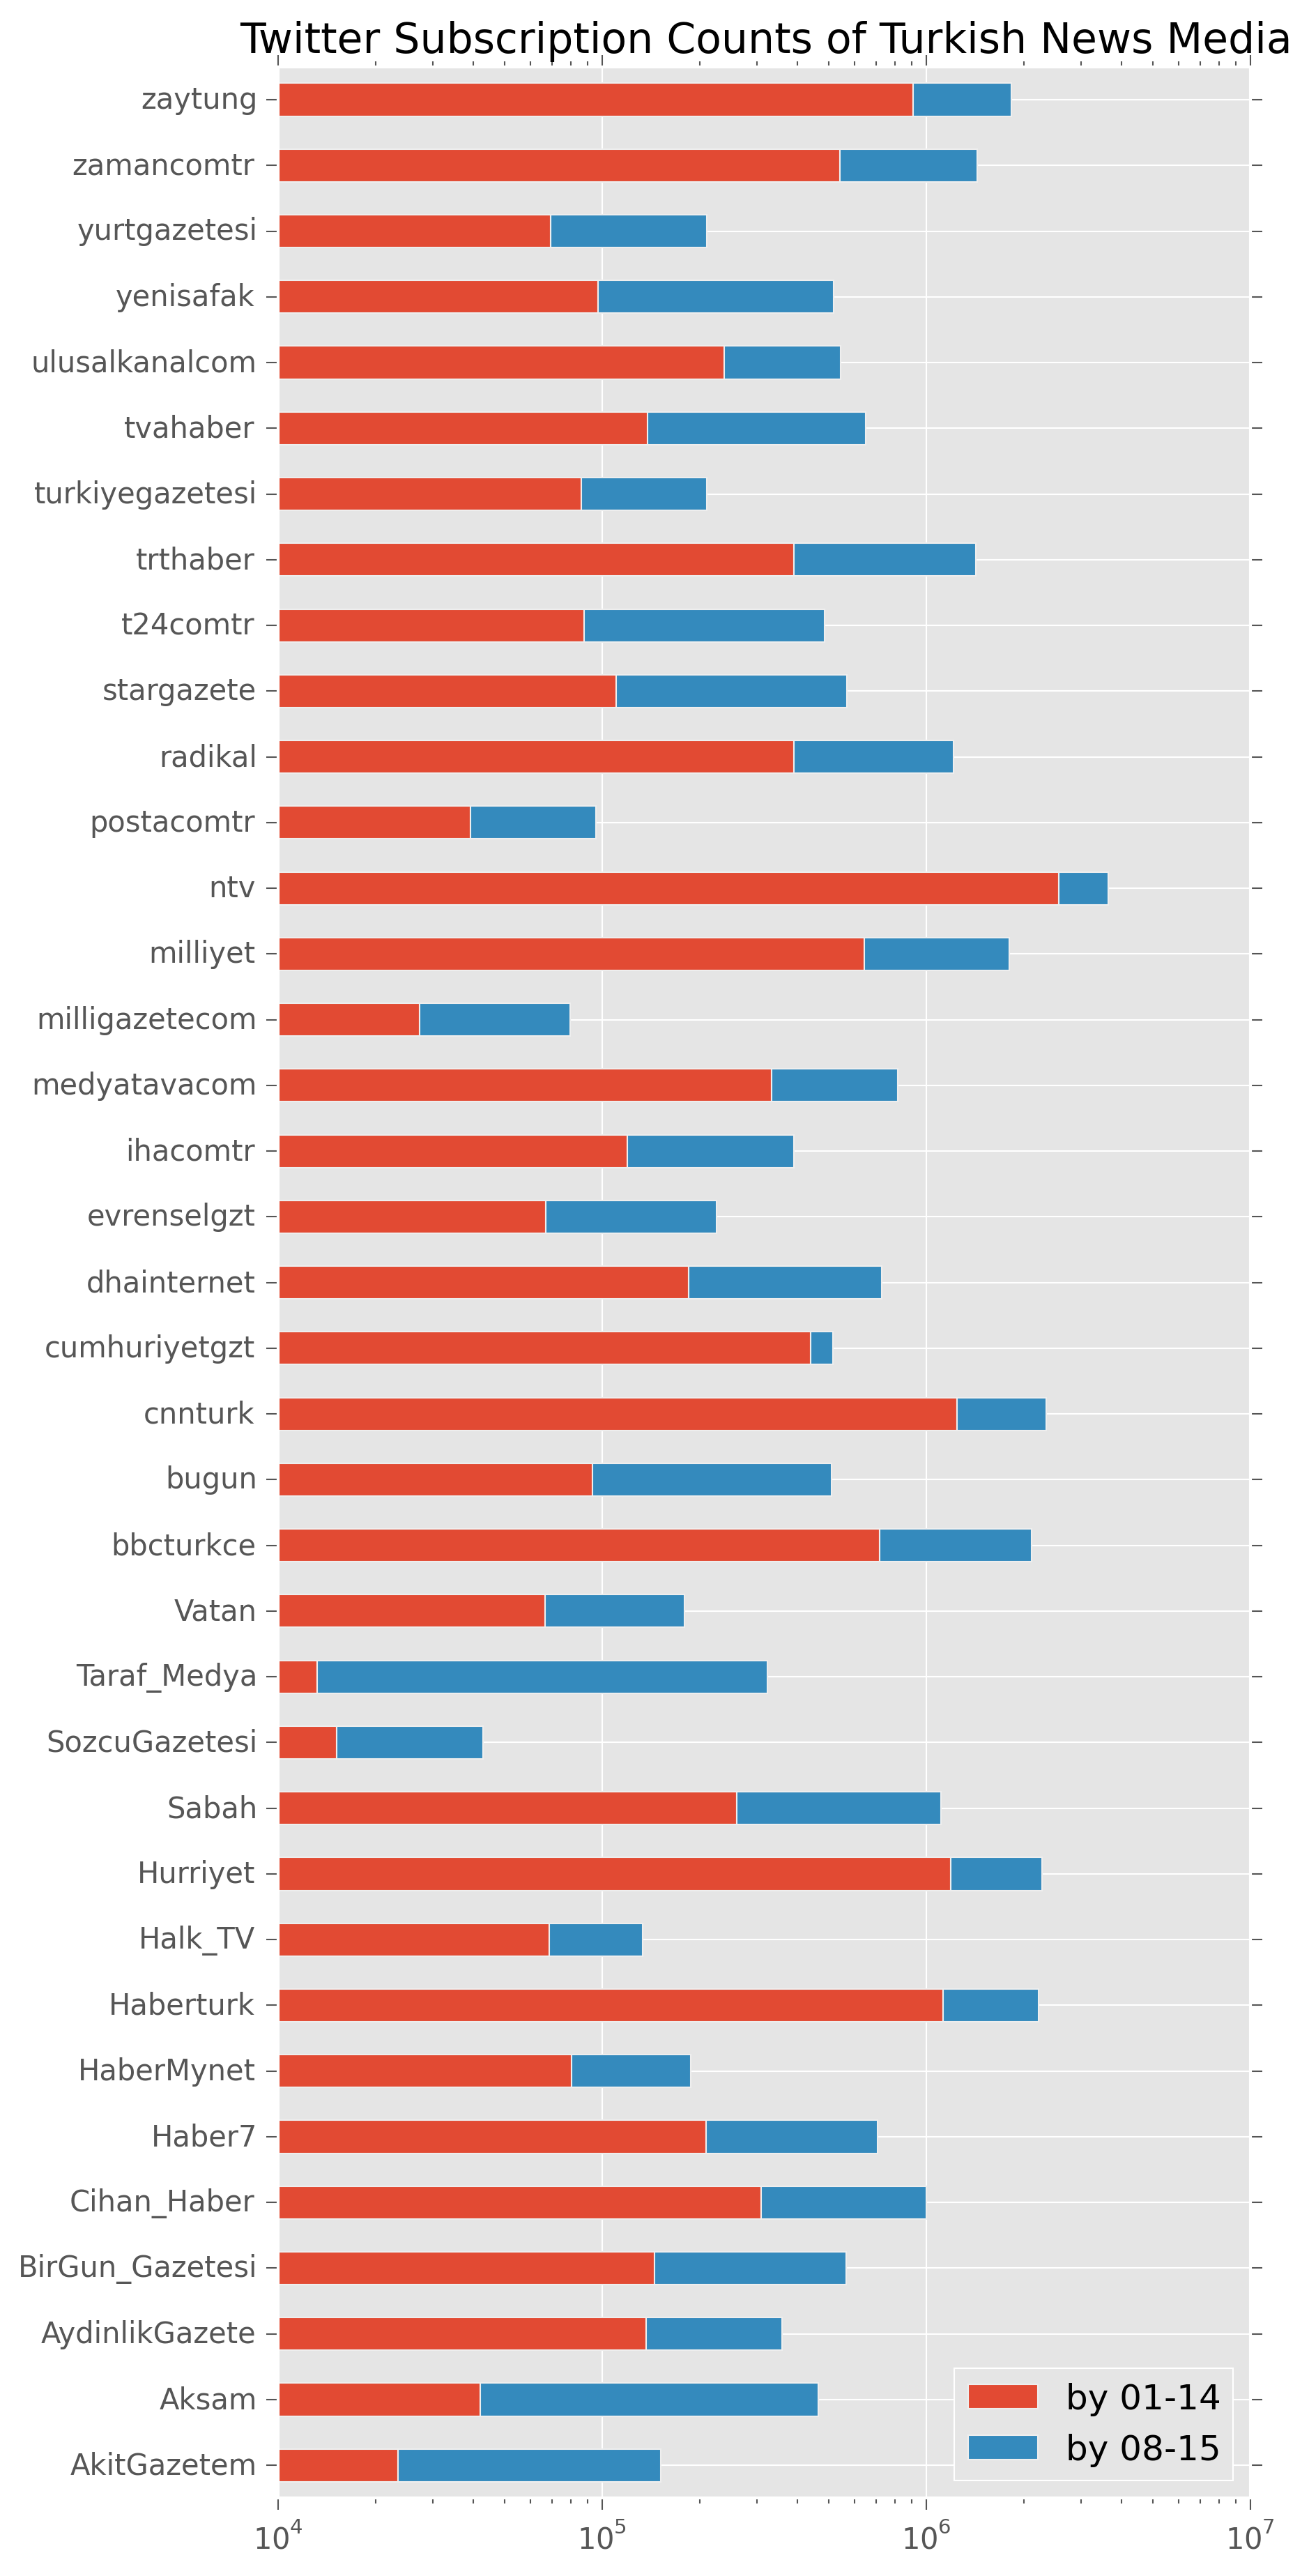 Twitter Subscription Counts of Turkish News Media
zaytung
zamancomtr
yurtgazetesi
yenisafak
ulusalkanalcom
tvahaber
turkiyegazetesi
trthaber
t24comtr
stargazete
radikal
postacomtr
ntv
milliyet
milligazetecom
medyatavacom
ihacomtr
evrenselgzt
dhainternet
cumhuriyetgzt
cnnturk
bugun
bbcturkce
Vatan
Taraf_Medya
SozcuGazetesi
Sabah
Hurriyet
Halk_TV
Haberturk
HaberMynet
Haber7
Cihan_Haber
BirGun_Gazetesi
AydinlikGazete
Aksam
AkitGazetem
by 01-14
by 08-15
10⁴ 10⁵ 10⁶ 10⁷